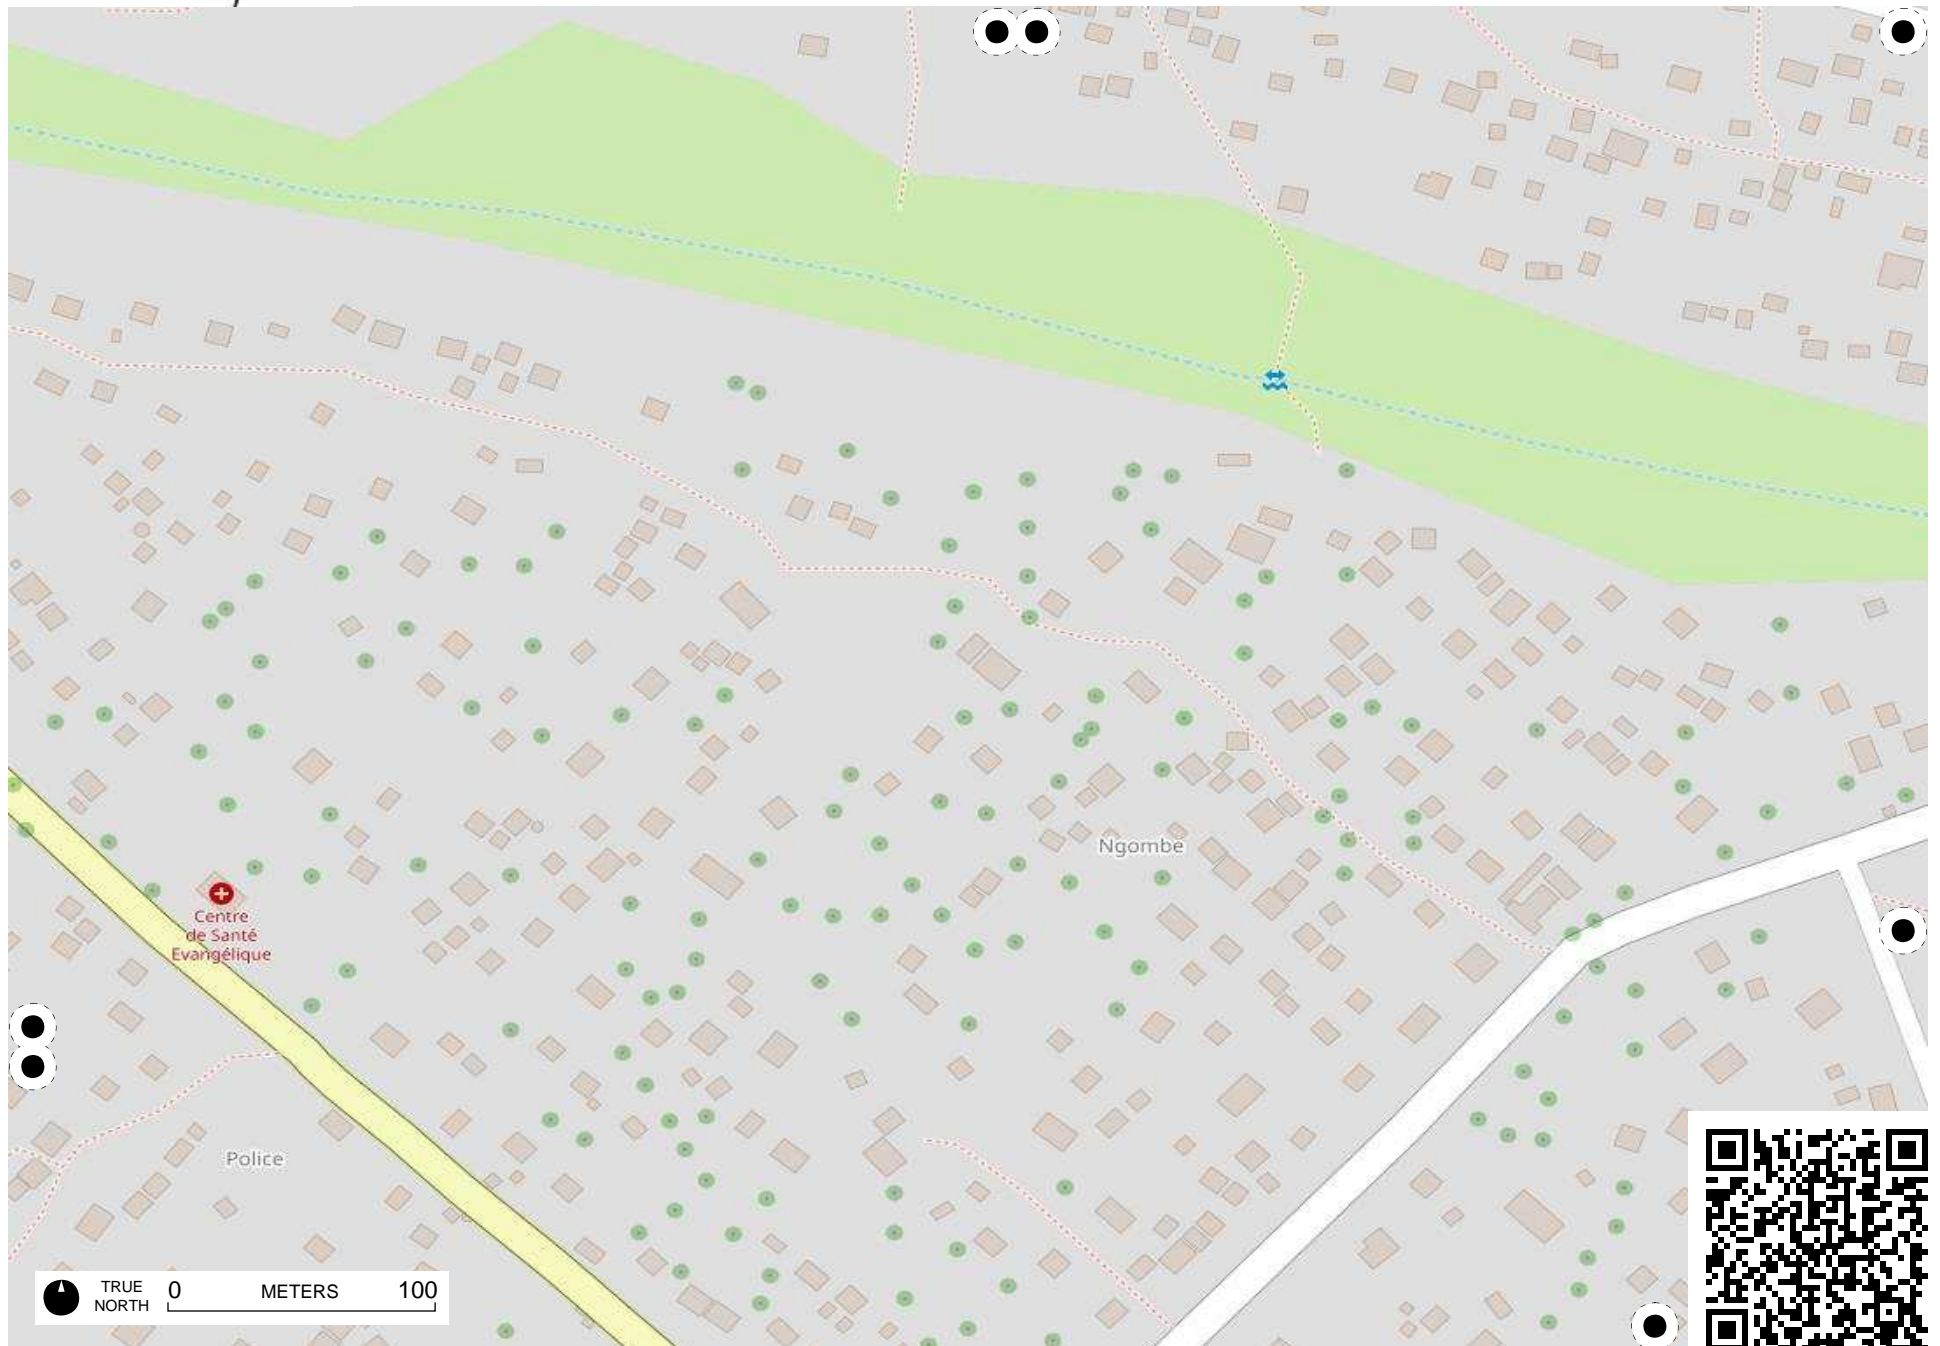 Ngombe
Centre
de Santé
Evangélique
Police
TRUE
NORTH
0 METERS 100